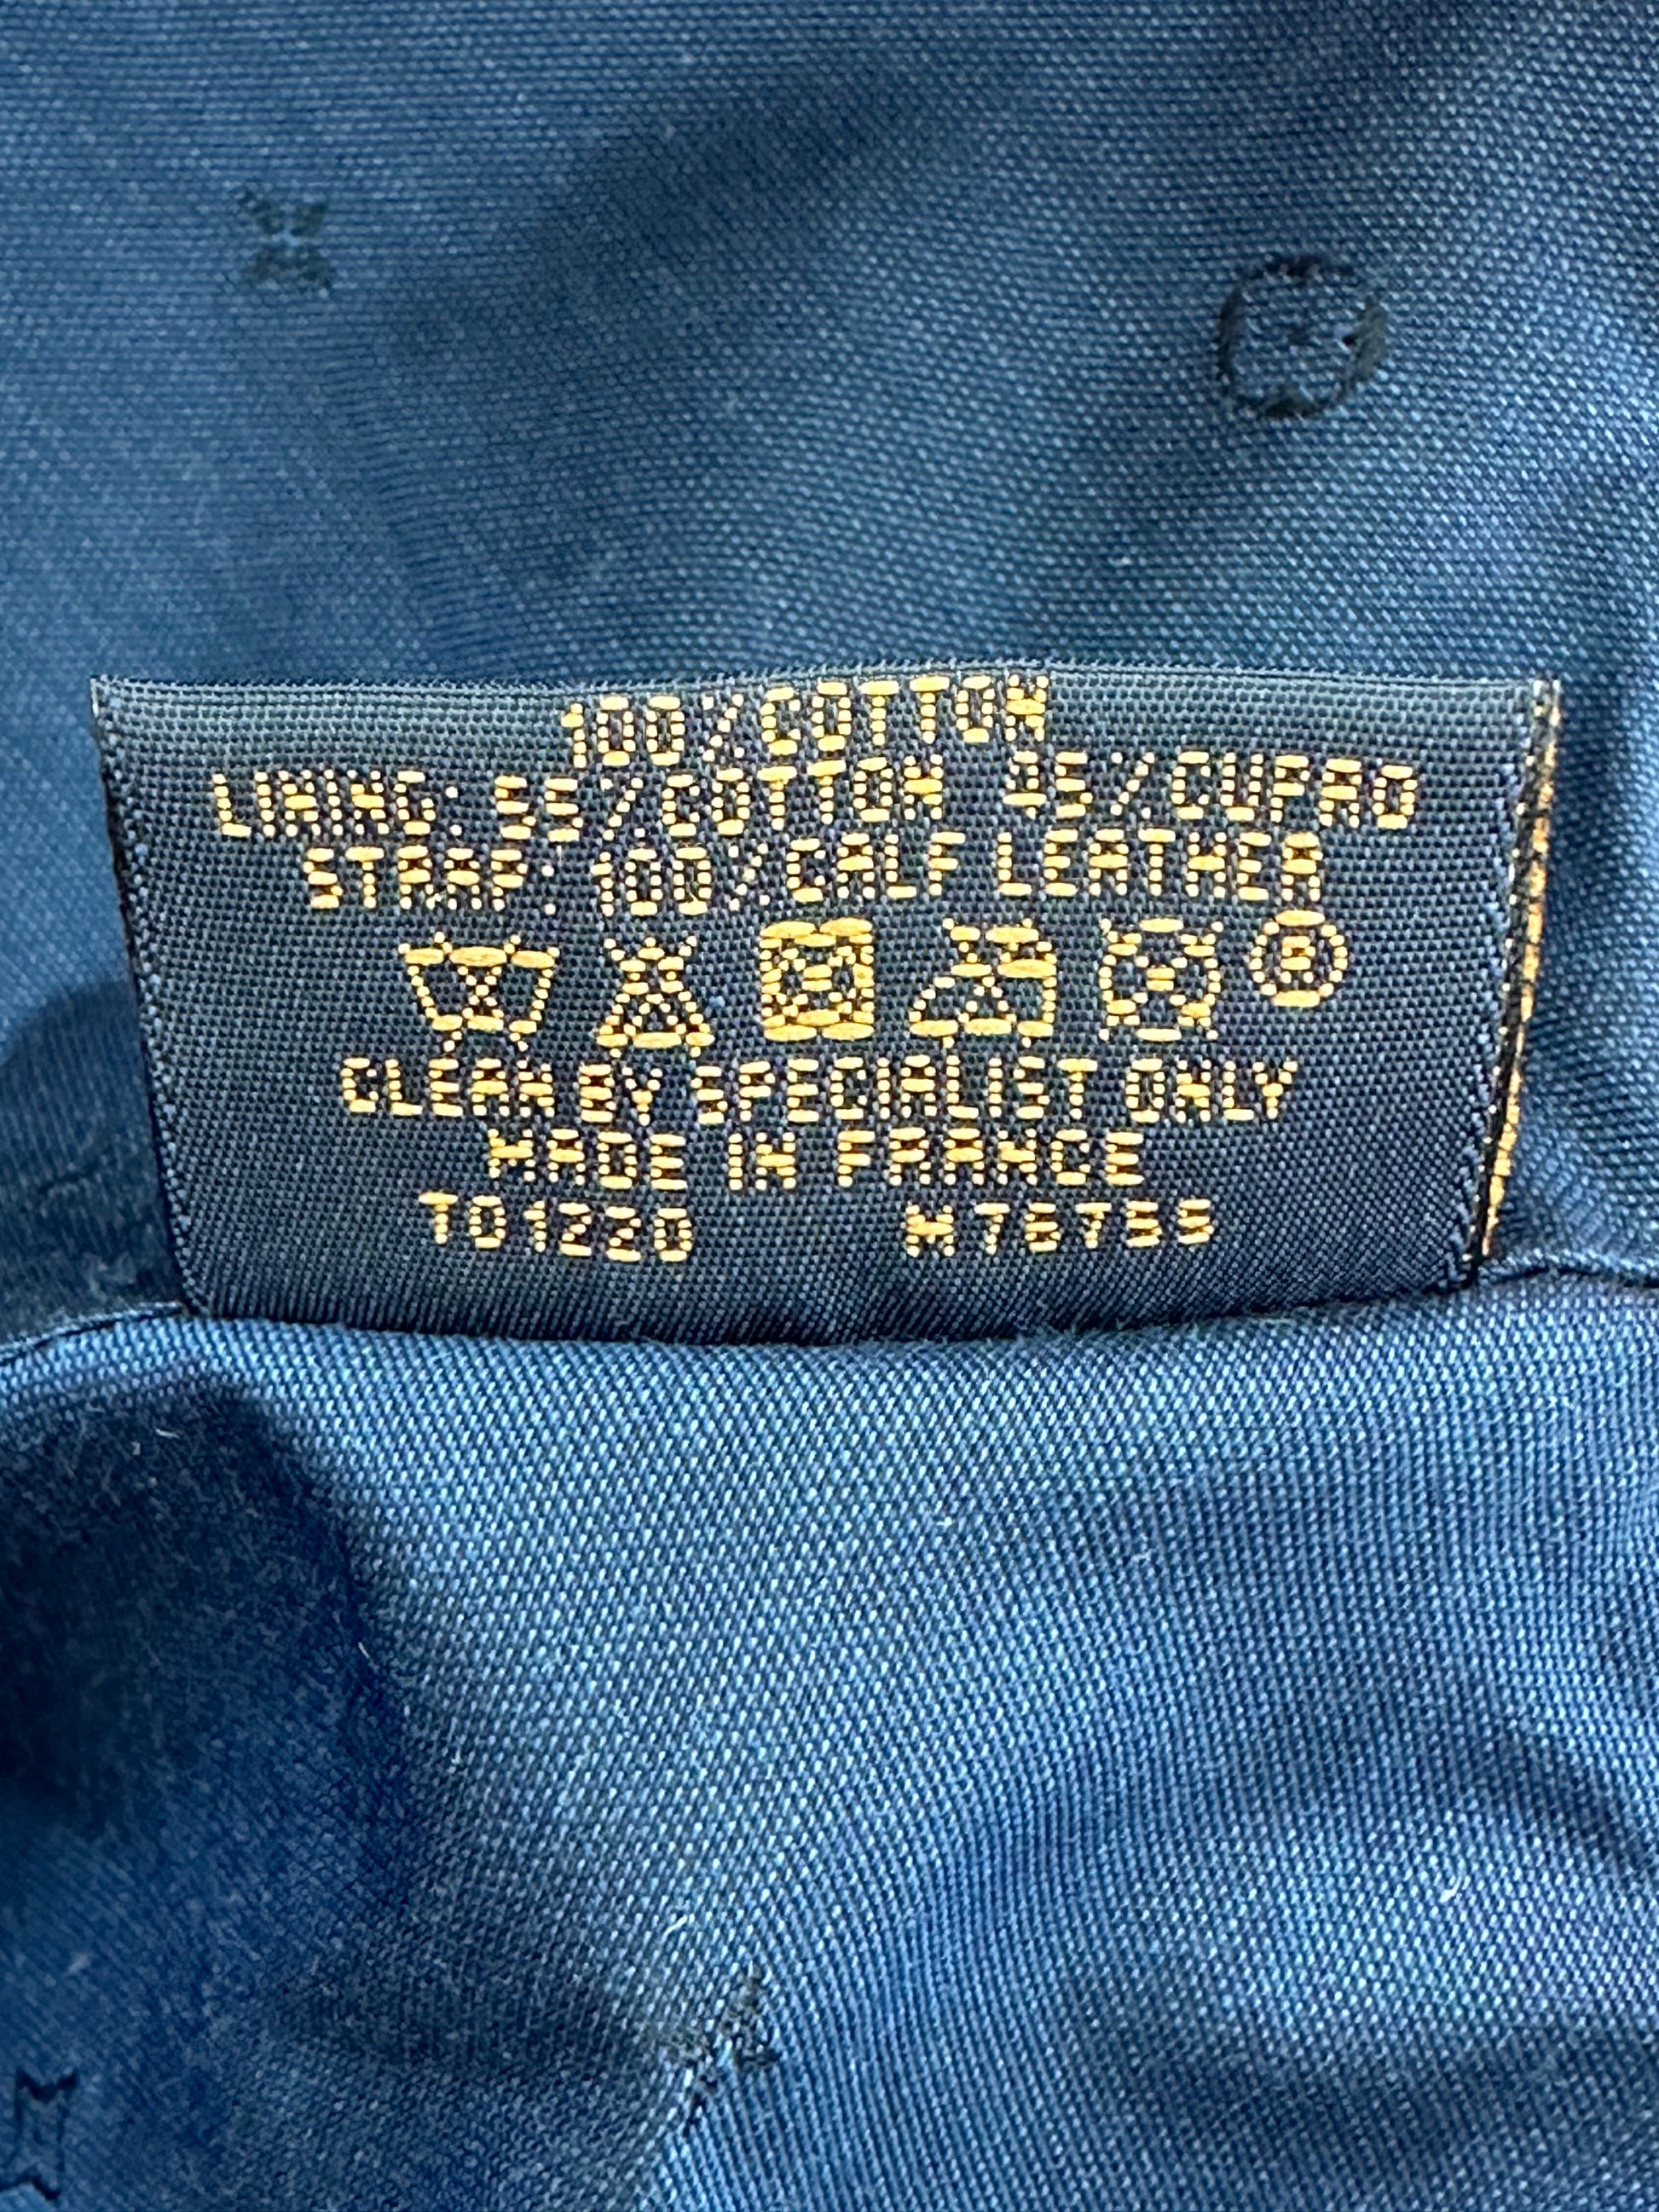 100%COTTON
LINING: 55%COTTON 45%CUPRO
STRAP: 100%CALF LEATHER
®
CLEAN BY SPECIALIST ONLY
MADE IN FRANCE
TO1220 M76755